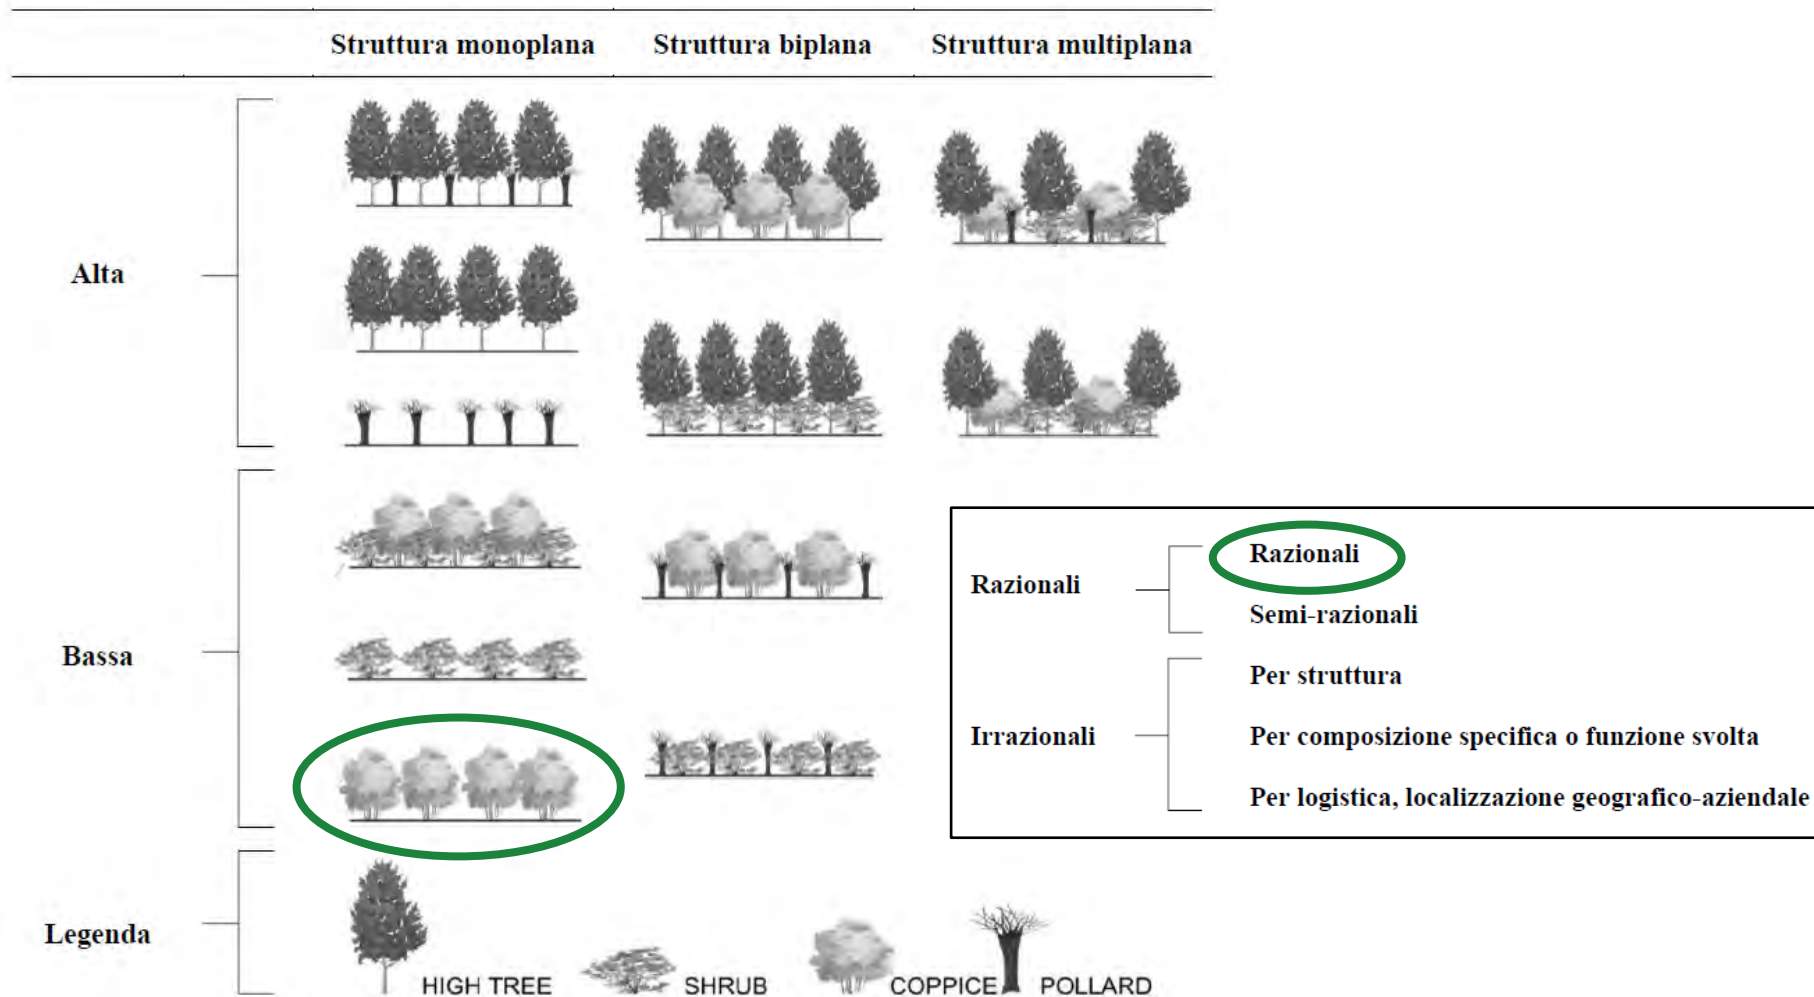 Struttura monoplana Struttura biplana Struttura multiplana
Alta
Bassa
Razionali
Razionali
Semi-razionali
Irrazionali
Per struttura
Per composizione specifica o funzione svolta
Per logistica, localizzazione geografico-aziendale
Legenda
HIGH TREE SHRUB COPPICE POLLARD